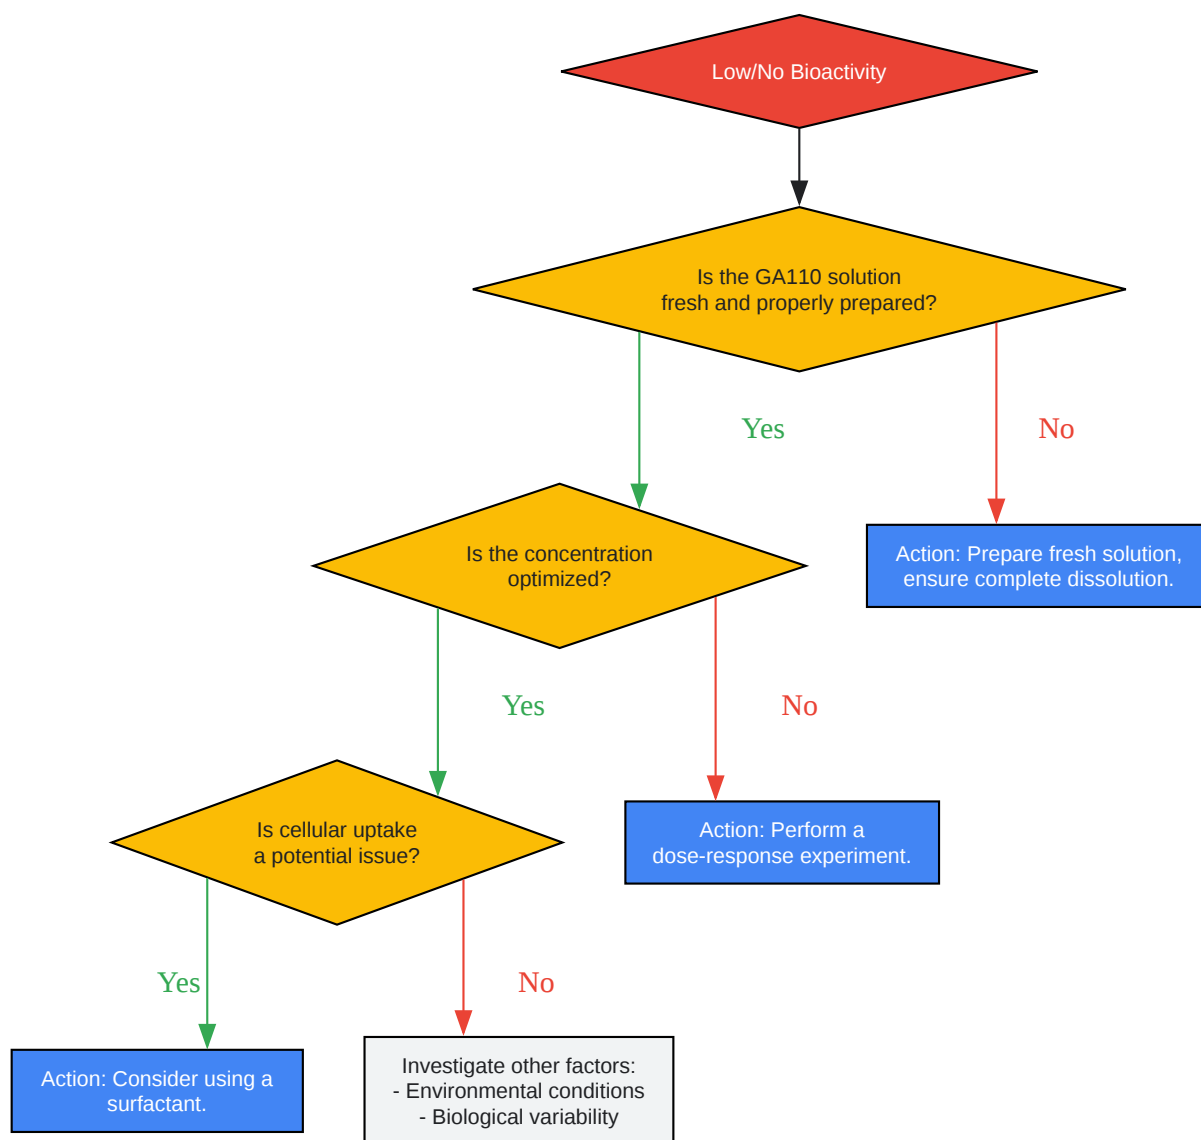 Low/No Bioactivity
Is the GA110 solution
fresh and properly prepared?
Yes
No
Is the concentration
optimized?
Action: Prepare fresh solution,
ensure complete dissolution.
Yes
No
Is cellular uptake
a potential issue?
Action: Perform a
dose-response experiment.
Yes
No
Action: Consider using a
surfactant.
Investigate other factors:
- Environmental conditions
- Biological variability